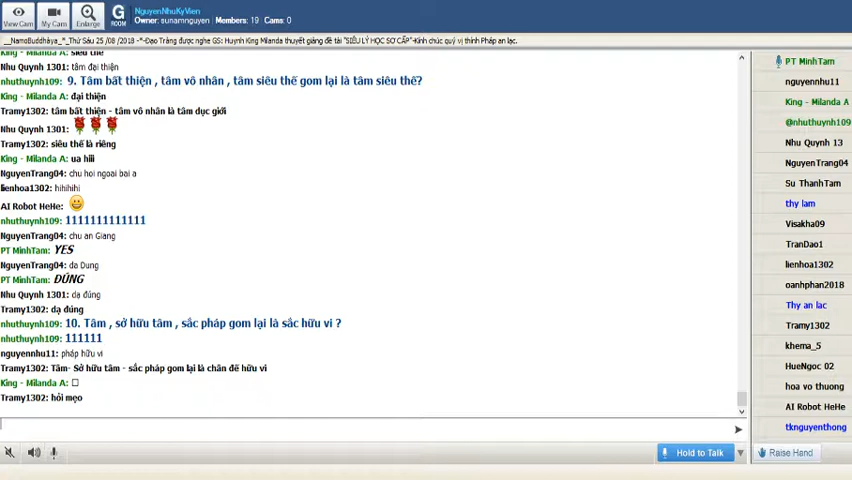 View Cam
My Cam
Enlarge
G
ROOM
NguyenNhuKyVien
Owner: sunamnguyen | Members: 19 Cams: 0
__NamoBuddhàya_*_Thứ Sáu 25 /08 /2018 -*-Đạo Tràng được nghe GS: Huynh King Milanda thuyết giảng đề tài "SIÊU LÝ HỌC SƠ CẤP"-Kính chúc quý vị thính Pháp an lạc.
King - Milanda A: siêu thế
Nhu Quynh 1301: tâm đại thiện
nhuthuynh109: 9. Tâm bất thiện , tâm vô nhân , tâm siêu thế gom lại là tâm siêu thế?
King - Milanda A: đại thiện
Tramy1302: tâm bất thiện - tâm vô nhân là tâm dục giới
Nhu Quynh 1301:
Tramy1302: siêu thế là riêng
King - Milanda A: ua hiii
NguyenTrang04: chu hoi ngoai bai a
lienhoa1302: hihihihi
AI Robot HeHe:
nhuthuynh109: 1111111111111
NguyenTrang04: chu an Giang
PT MinhTam: YES
NguyenTrang04: dạ Dung
PT MinhTam: ĐÚNG
Nhu Quynh 1301: dạ đúng
Tramy1302: dạ đúng
nhuthuynh109: 10. Tâm , sở hữu tâm , sắc pháp gom lại là sắc hữu vi ?
nhuthuynh109: 111111
nguyennhu11: pháp hữu vi
Tramy1302: Tâm- Sở hữu tâm - sắc pháp gom lại là chân đế hữu vi
King - Milanda A: □
Tramy1302: hỏi mẹo
PT MinhTam
nguyennhu11
King - Milanda A
@nhuthuynh109
Nhu Quynh 13
NguyenTrang04
Su ThanhTam
thy lam
Visakha09
TranDao1
lienhoa1302
oanhphan2018
Thy an lac
Tramy1302
khema_5
HueNgoc 02
hoa vo thuong
AI Robot HeHe
tknguyenthong
Hold to Talk
Raise Hand